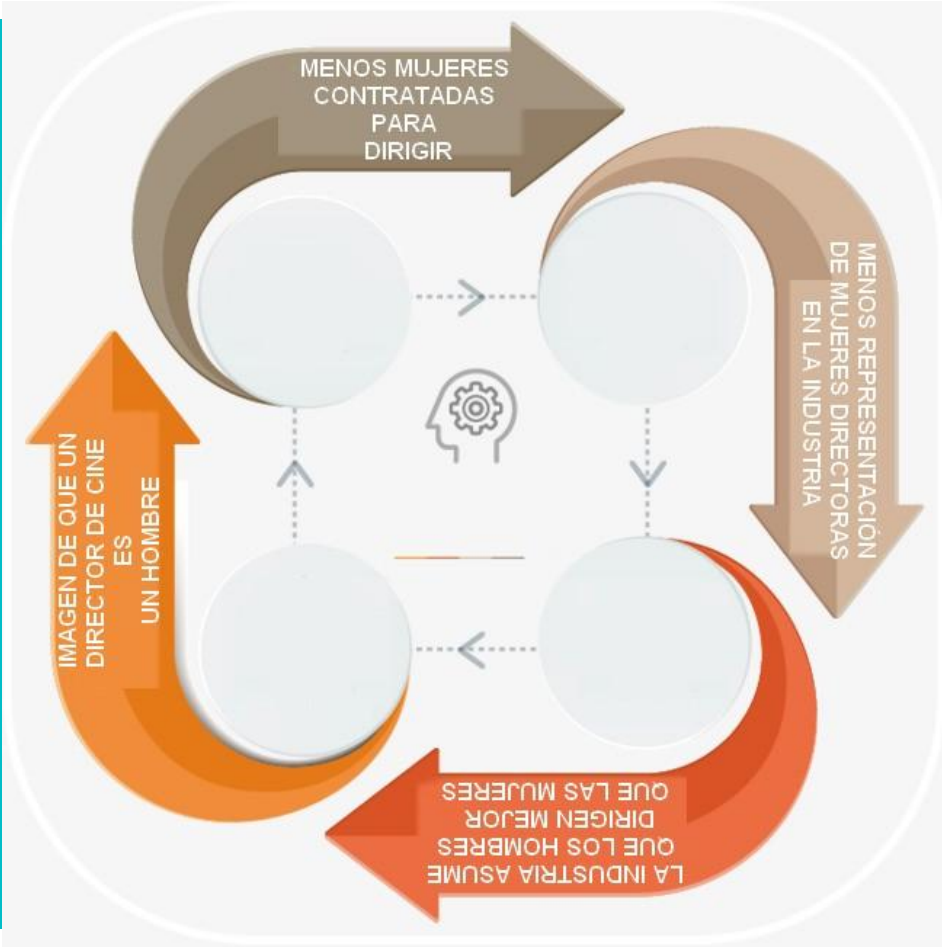 MENOS MUJERES
CONTRATADAS
PARA
DIRIGIR
MENOS REPRESENTACIÓN
DE MUJERES DIRECTORAS
EN LA INDUSTRIA
LA INDUSTRIA ASUME
QUE LOS HOMBRES
DIRIGEN MEJOR
QUE LAS MUJERES
IMAGEN DE QUE UN
DIRECTOR DE CINE
ES
UN HOMBRE